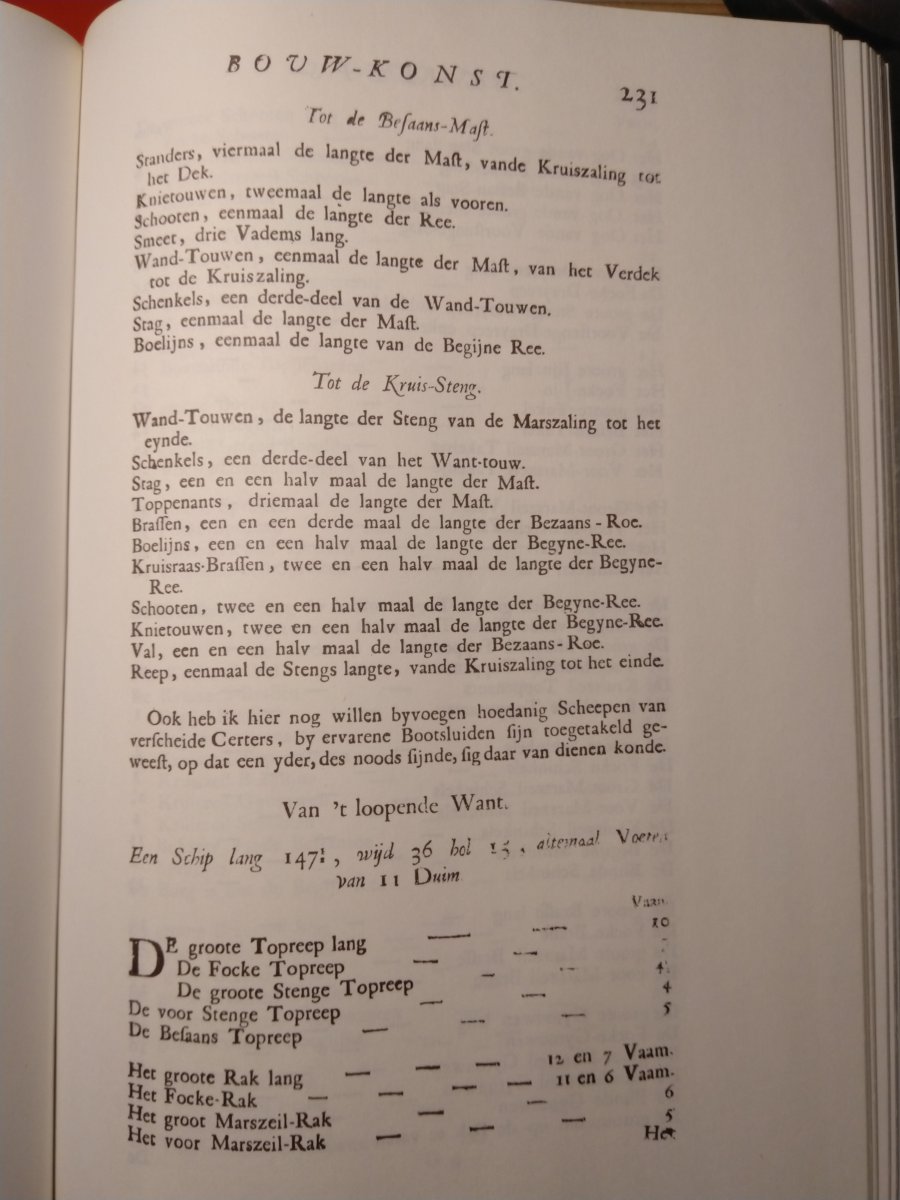 BOUW-KONST.
231
Tot de Beſaans-Maſt.
Standers, viermaal de langte der Maſt, vande Kruiszaling tot
het Dek.
Knietouwen, tweemaal de langte als vooren.
Schooten, eenmaal de langte der Ree.
Smeet, drie Vadems lang.
Wand-Touwen, eenmaal de langte der Maſt, van het Verdek
tot de Kruiszaling.
Schenkels, een derde-deel van de Wand-Touwen.
Stag, eenmaal de langte der Maſt.
Boelijns, eenmaal de langte van de Begijne Ree.
Tot de Kruis-Steng.
Wand-Touwen, de langte der Steng van de Marszaling tot het
eynde.
Schenkels, een derde-deel van het Want-touw.
Stag, een en een halv maal de langte der Maſt.
Toppenants, driemaal de langte der Maſt.
Braſſen, een en een derde maal de langte der Bezaans-Roe.
Boelijns, een en een halv maal de langte der Begyne-Ree.
Kruisraas-Braſſen, twee en een halv maal de langte der Begyne-
Ree.
Schooten, twee en een halv maal de langte der Begyne-Ree.
Knietouwen, twee en een halv maal de langte der Begyne-Ree.
Val, een en een halv maal de langte der Bezaans-Roe.
Reep, eenmaal de Stengs langte, vande Kruiszaling tot het einde.
Ook heb ik hier nog willen byvoegen hoedanig Scheepen van
verſcheide Certers, by ervarene Bootsluiden ſijn toegetakeld ge-
weeſt, op dat een yder, des noods ſijnde, ſig daar van dienen konde.
Van 't loopende Want.
Een Schip lang 147½, wijd 36 hol, altemaal Voeten
van 11 Duim
Vaam.
DE groote Topreep lang — — 10
De Focke Topreep — —
De groote Stenge Topreep — — 4½
De voor Stenge Topreep — — 4
De Beſaans Topreep — — — 5
Het groote Rak lang — — — 12 en 7 Vaam.
Het Focke-Rak — — — — 11 en 6 Vaam.
Het groot Marszeil-Rak — — 6
Het voor Marszeil-Rak — — — 5
Het